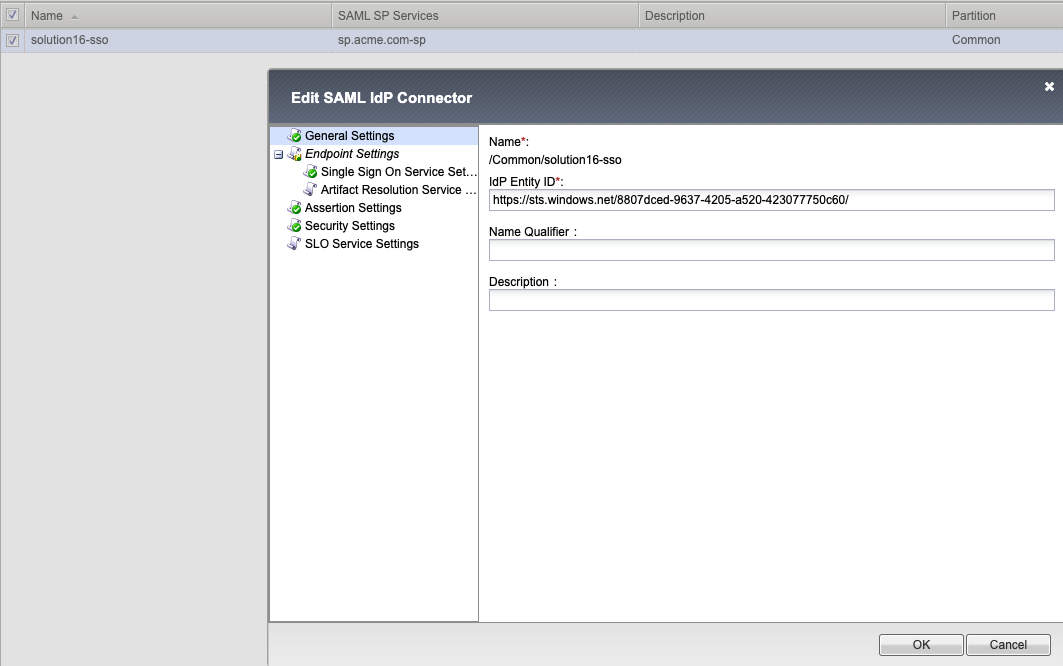 Name SAML SP Services Description Partition
solution16-sso sp.acme.com-sp Common
Edit SAML IdP Connector
General Settings
Endpoint Settings
Single Sign On Service Set...
Artifact Resolution Service ...
Assertion Settings
Security Settings
SLO Service Settings
Name*:
/Common/solution16-sso
IdP Entity ID*:
https://sts.windows.net/8807dced-9637-4205-a520-423077750c60/
Name Qualifier :
Description :
OK Cancel